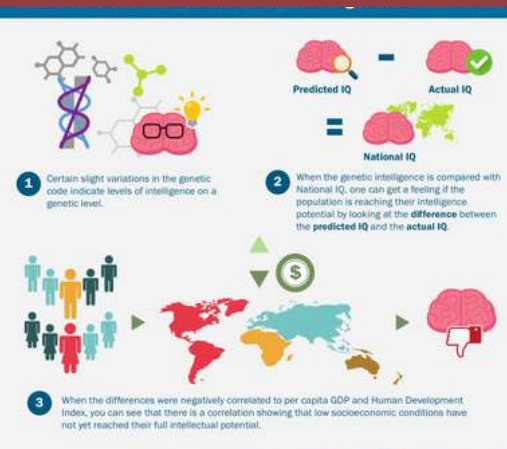 Predicted IQ
Actual IQ
National IQ
1
Certain slight variations in the genetic
code indicate levels of intelligence on a
genetic level.
2
When the genetic intelligence is compared with
National IQ, one can get a feeling if the
population is reaching their intelligence
potential by looking at the difference between
the predicted IQ and the actual IQ.
$
3
When the differences were negatively correlated to per capita GDP and Human Development
Index, you can see that there is a correlation showing that low socioeconomic conditions have
not yet reached their full intellectual potential.